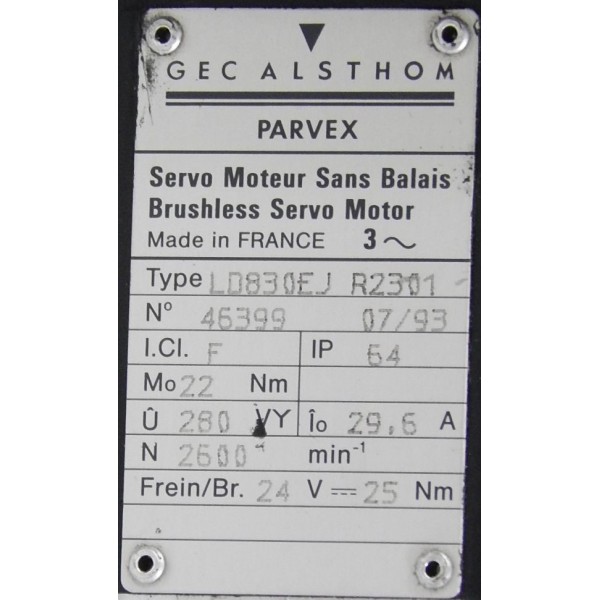 GEC ALSTHOM
PARVEX
Servo Moteur Sans Balais
Brushless Servo Motor
Made in FRANCE 3~
Type LD830EJ R2301
N° 46399 07/93
I.Cl. F IP 64
Mo 22 Nm
Û 280 VY Îo 29,6 A
N 2600 min-1
Frein/Br. 24 V ⎓ 25 Nm